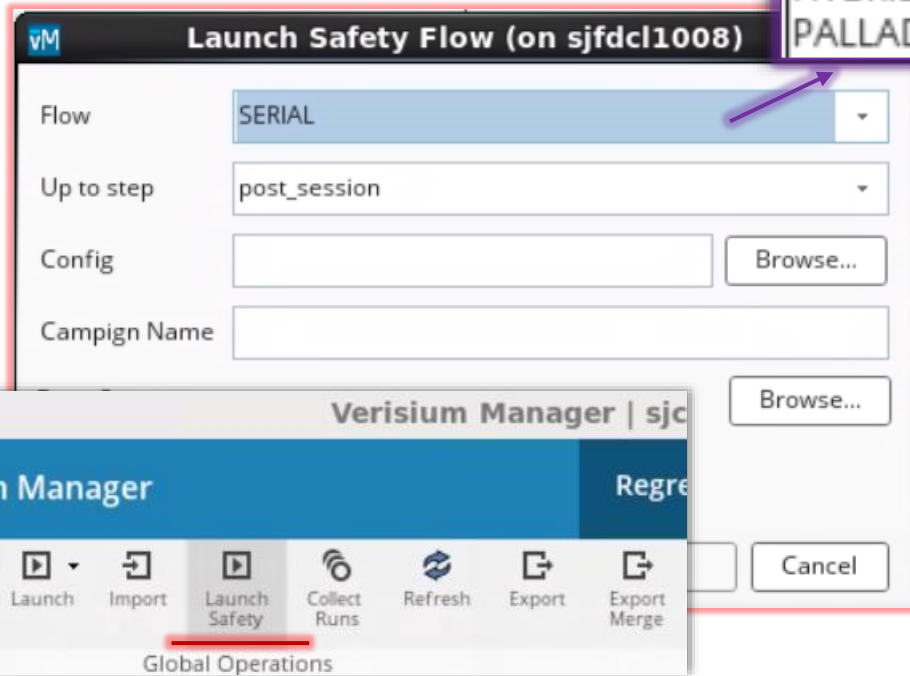 vM Launch Safety Flow (on sjfdcl1008)
Flow SERIAL
Up to step post_session
Config Browse...
Campign Name
Browse...
Verisium Manager | sjc
Manager Regre
Launch Import Launch Safety Collect Runs Refresh Export Export Merge
Global Operations
Cancel